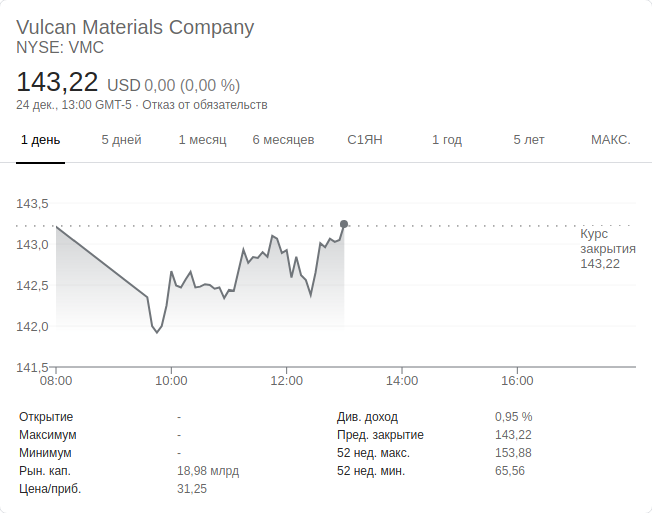 Vulcan Materials Company
NYSE: VMC
143,22 USD 0,00 (0,00 %)
24 дек., 13:00 GMT-5 · Отказ от обязательств
1 день 5 дней 1 месяц 6 месяцев С1ЯН 1 год 5 лет МАКС.
143,5
143,0
142,5
142,0
141,5
Курс
закрытия
143,22
08:00 10:00 12:00 14:00 16:00
Открытие - Див. доход 0,95 %
Максимум - Пред. закрытие 143,22
Минимум - 52 нед. макс. 153,88
Рын. кап. 18,98 млрд 52 нед. мин. 65,56
Цена/приб. 31,25